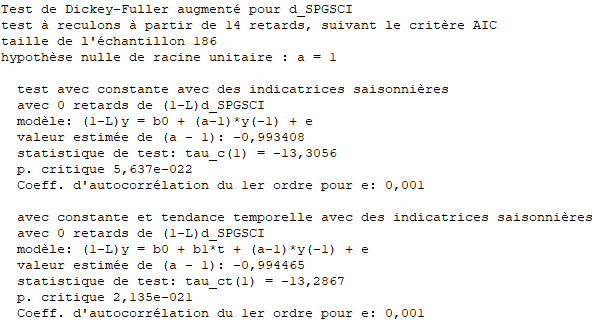 Test de Dickey-Fuller augmenté pour d_SPGSCI
test à reculons à partir de 14 retards, suivant le critère AIC
taille de l'échantillon 186
hypothèse nulle de racine unitaire : a = 1
test avec constante avec des indicatrices saisonnières
avec 0 retards de (1-L)d_SPGSCI
modèle: (1-L)y = b0 + (a-1)*y(-1) + e
valeur estimée de (a - 1): -0,993408
statistique de test: tau_c(1) = -13,3056
p. critique 5,637e-022
Coeff. d'autocorrélation du 1er ordre pour e: 0,001
avec constante et tendance temporelle avec des indicatrices saisonnières
avec 0 retards de (1-L)d_SPGSCI
modèle: (1-L)y = b0 + b1*t + (a-1)*y(-1) + e
valeur estimée de (a - 1): -0,994465
statistique de test: tau_ct(1) = -13,2867
p. critique 2,135e-021
Coeff. d'autocorrélation du 1er ordre pour e: 0,001